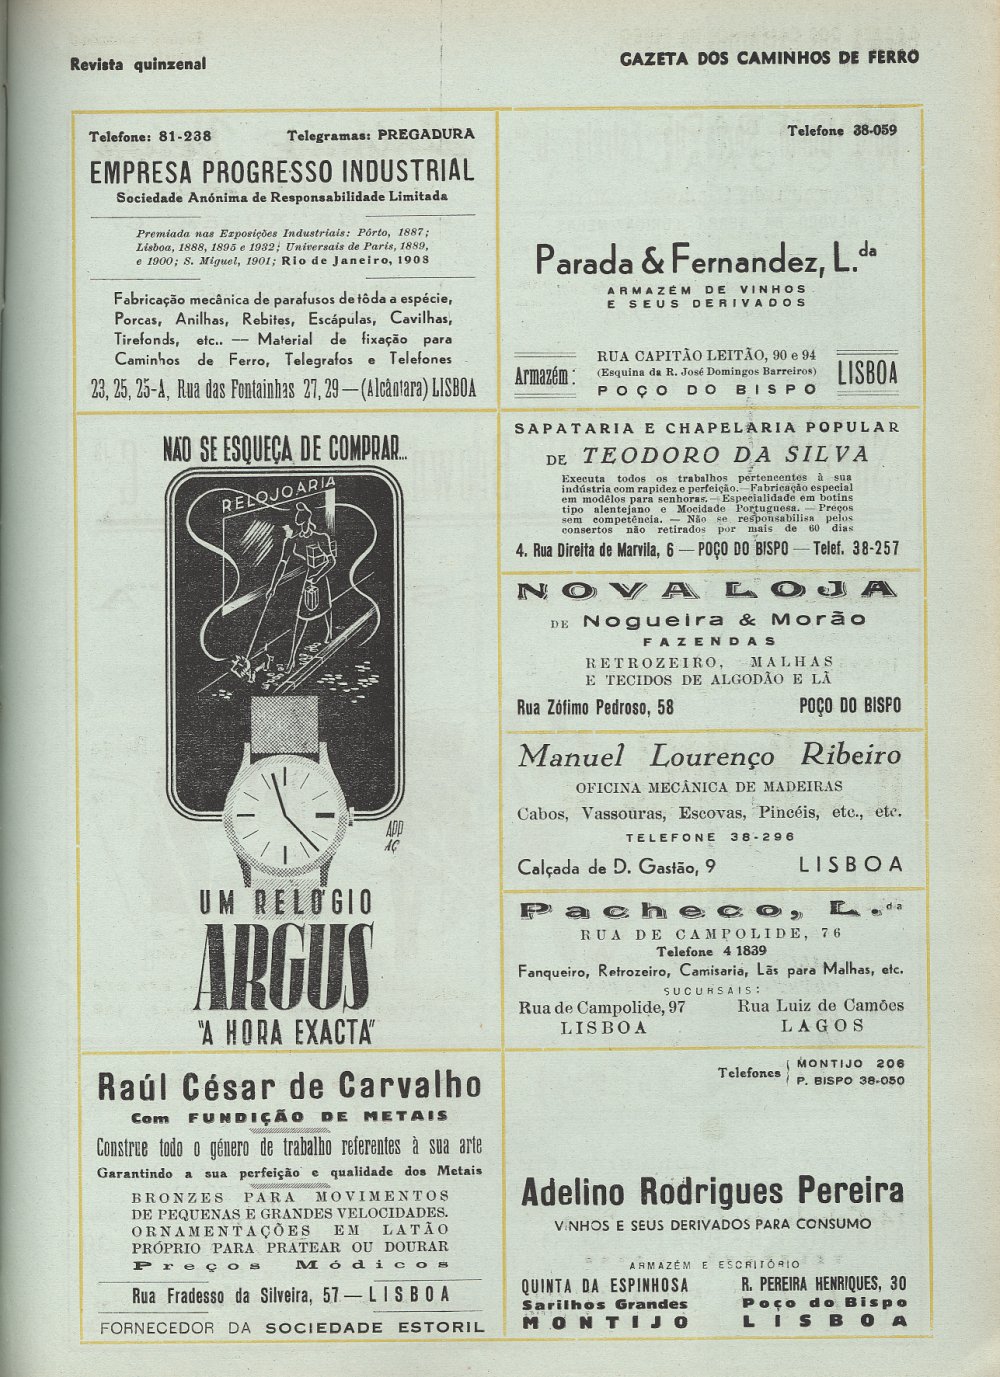 Revista quinzenal
GAZETA DOS CAMINHOS DE FERRO
Telefone: 81-238 Telegramas: PREGADURA
EMPRESA PROGRESSO INDUSTRIAL
Sociedade Anónima de Responsabilidade Limitada
Premiada nas Exposições Industriais: Pôrto, 1887;
Lisboa, 1888, 1895 e 1932; Universais de Paris, 1889,
e 1900; S. Miguel, 1901; Rio de Janeiro, 1908
Fabricação mecânica de parafusos de tôda a espécie,
Porcas, Anilhas, Rebites, Escápulas, Cavilhas,
Tirefonds, etc.. — Material de fixação para
Caminhos de Ferro, Telegrafos e Telefones
23, 25, 25-A, Rua das Fontainhas 27, 29 — (Alcântara) LISBOA
NÃO SE ESQUEÇA DE COMPRAR...
RELOJOARIA
APP
AÇ
UM RELOGIO
ARGUS
"A HORA EXACTA"
Raúl César de Carvalho
Com FUNDIÇÃO DE METAIS
Construe todo o género de trabalho referentes à sua arte
Garantindo a sua perfeição e qualidade dos Metais
BRONZES PARA MOVIMENTOS
DE PEQUENAS E GRANDES VELOCIDADES.
ORNAMENTAÇÕES EM LATÃO
PRÓPRIO PARA PRATEAR OU DOURAR
Preços Módicos
Rua Fradesso da Silveira, 57 — LISBOA
FORNECEDOR DA SOCIEDADE ESTORIL
Telefone 38-059
Parada & Fernandez, L.da
ARMAZÉM DE VINHOS
E SEUS DERIVADOS
Armazém:
RUA CAPITÃO LEITÃO, 90 e 94
(Esquina da R. José Domingos Barreiros)
POÇO DO BISPO
LISBOA
SAPATARIA E CHAPELARIA POPULAR
DE TEODORO DA SILVA
Executa todos os trabalhos pertencentes à sua
indústria com rapidez e perfeição. — Fabricação especial
em modêlos para senhoras. — Especialidade em botins
tipo alentejano e Mocidade Portuguesa. — Preços
sem competência. — Não se responsabilisa pelos
consertos não retirados por mais de 60 dias
4. Rua Direita de Marvila, 6 — POÇO DO BISPO — Telef. 38-257
NOVA LOJA
DE Nogueira & Morão
FAZENDAS
RETROZEIRO, MALHAS
E TECIDOS DE ALGODÃO E LÃ
Rua Zófimo Pedroso, 58 POÇO DO BISPO
Manuel Lourenço Ribeiro
OFICINA MECÂNICA DE MADEIRAS
Cabos, Vassouras, Escovas, Pincéis, etc., etc.
TELEFONE 38-296
Calçada de D. Gastão, 9 LISBOA
Pacheco, L.da
RUA DE CAMPOLIDE, 76
Telefone 4 1839
Fanqueiro, Retrozeiro, Camisaria, Lãs para Malhas, etc.
SUCURSAIS:
Rua de Campolide, 97 Rua Luiz de Camões
LISBOA LAGOS
Telefones MONTIJO 206
P. BISPO 38-050
Adelino Rodrigues Pereira
VINHOS E SEUS DERIVADOS PARA CONSUMO
ARMAZÉM E ESCRITÓRIO
QUINTA DA ESPINHOSA R. PEREIRA HENRIQUES, 30
Sarilhos Grandes Poço do Bispo
MONTIJO LISBOA